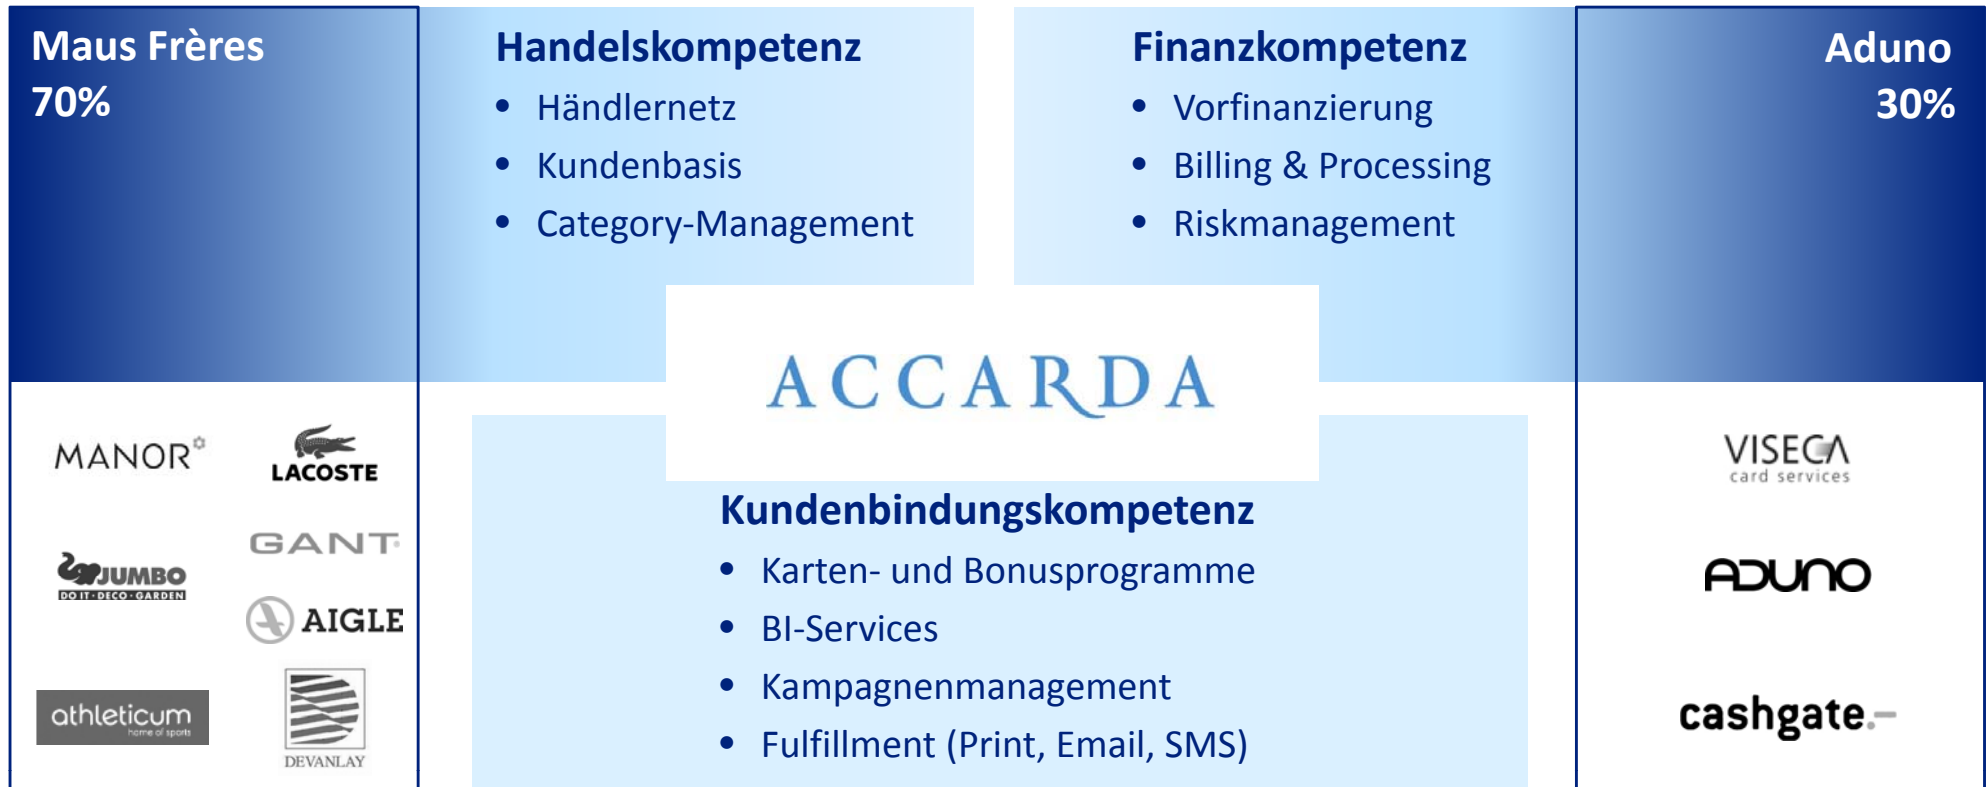 Maus Frères
70%
Handelskompetenz
• Händlernetz
• Kundenbasis
• Category-Management
Finanzkompetenz
• Vorfinanzierung
• Billing & Processing
• Riskmanagement
Aduno
30%
ACCARDA
MANOR
LACOSTE
GANT
JUMBO
DO IT · DECO · GARDEN
AIGLE
athleticum
home of sports
DEVANLAY
Kundenbindungskompetenz
• Karten- und Bonusprogramme
• BI-Services
• Kampagnenmanagement
• Fulfillment (Print, Email, SMS)
VISECA
card services
ADUNO
cashgate.–